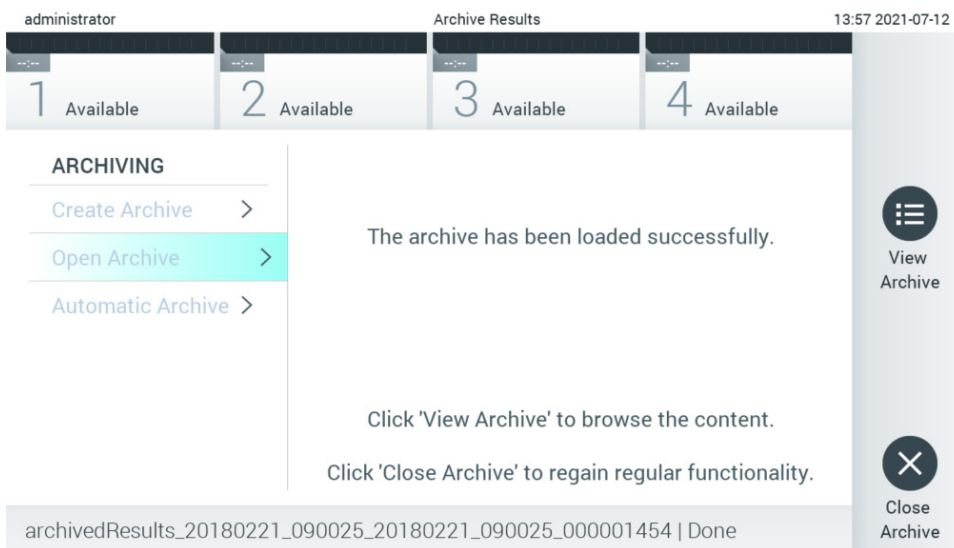 administrator Archive Results 13:57 2021-07-12
--:-- --:-- --:-- --:--
1 Available 2 Available 3 Available 4 Available
ARCHIVING
Create Archive
Open Archive
Automatic Archive
The archive has been loaded successfully.
Click 'View Archive' to browse the content.
Click 'Close Archive' to regain regular functionality.
View
Archive
Close
Archive
archivedResults_20180221_090025_20180221_090025_000001454 | Done